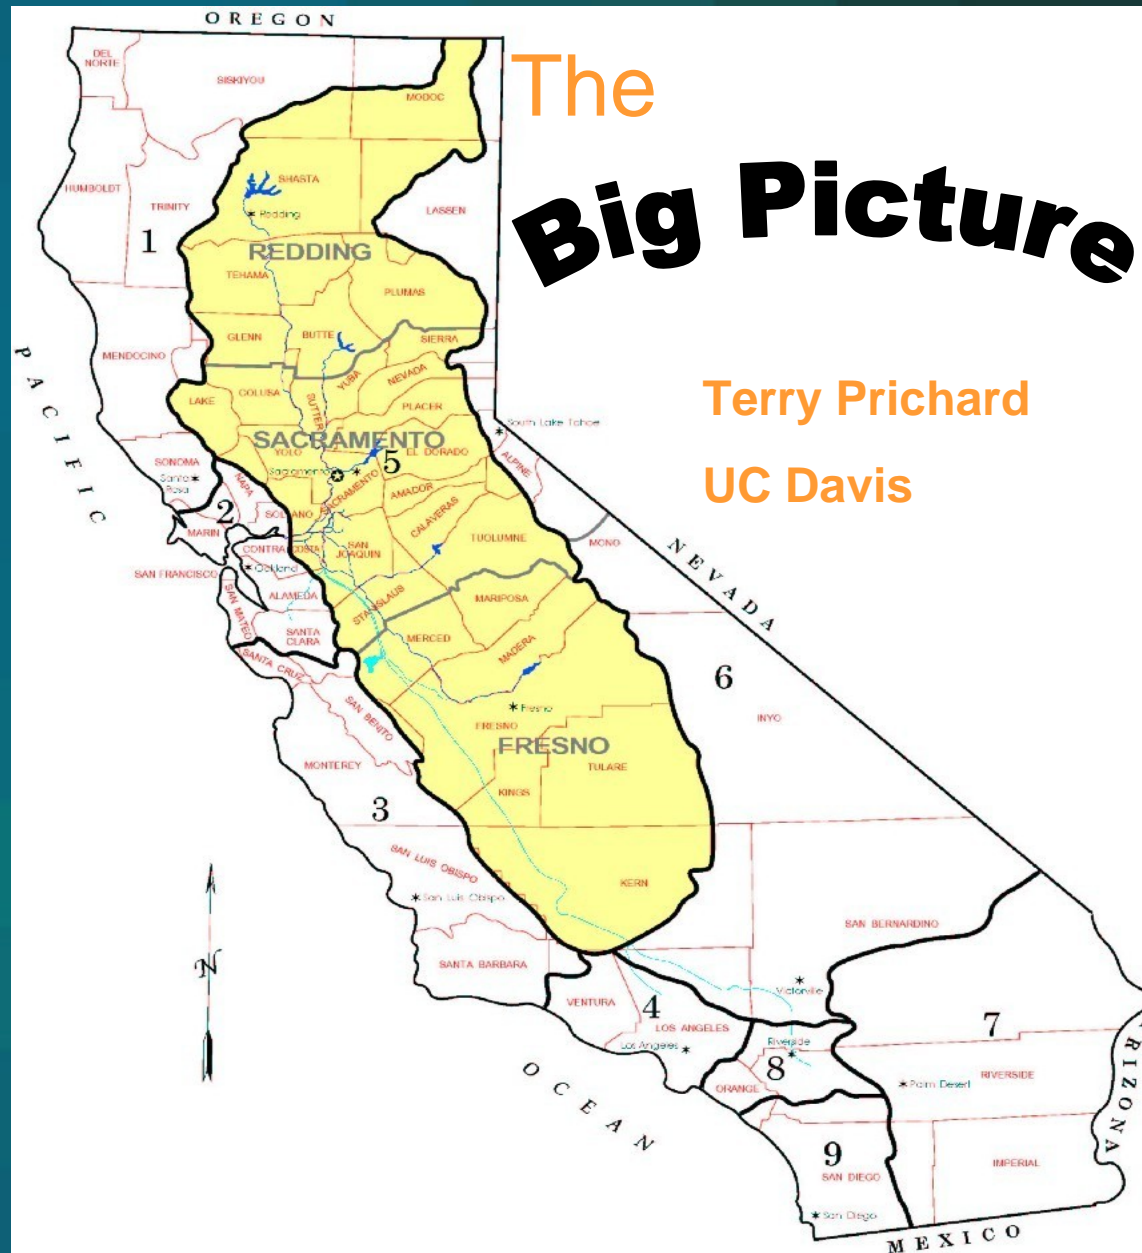 OREGON
The
Big Picture
Terry Prichard
UC Davis
DEL NORTE
SISKIYOU
MODOC
HUMBOLDT
TRINITY
SHASTA
Redding
LASSEN
1
REDDING
TEHAMA
PLUMAS
GLENN
BUTTE
SIERRA
MENDOCINO
PACIFIC
LAKE
COLUSA
SUTTER
YUBA
NEVADA
PLACER
South Lake Tahoe
SACRAMENTO
YOLO
EL DORADO
ALPINE
5
SONOMA
Santa Rosa
NAPA
Sacramento
SACRAMENTO
AMADOR
2
SOLANO
CALAVERAS
MARIN
CONTRA COSTA
SAN JOAQUIN
TUOLUMNE
MONO
NEVADA
SAN FRANCISCO
Oakland
ALAMEDA
STANISLAUS
MARIPOSA
SAN MATEO
SANTA CLARA
MERCED
MADERA
SANTA CRUZ
SAN BENITO
6
Fresno
FRESNO
INYO
FRESNO
MONTEREY
TULARE
KINGS
3
SAN LUIS OBISPO
San Luis Obispo
KERN
SAN BERNARDINO
SANTA BARBARA
N
VENTURA
4
Victorville
LOS ANGELES
Los Angeles
7
Riverside
8
RIVERSIDE
ORANGE
Palm Desert
ARIZONA
OCEAN
9
SAN DIEGO
IMPERIAL
San Diego
MEXICO